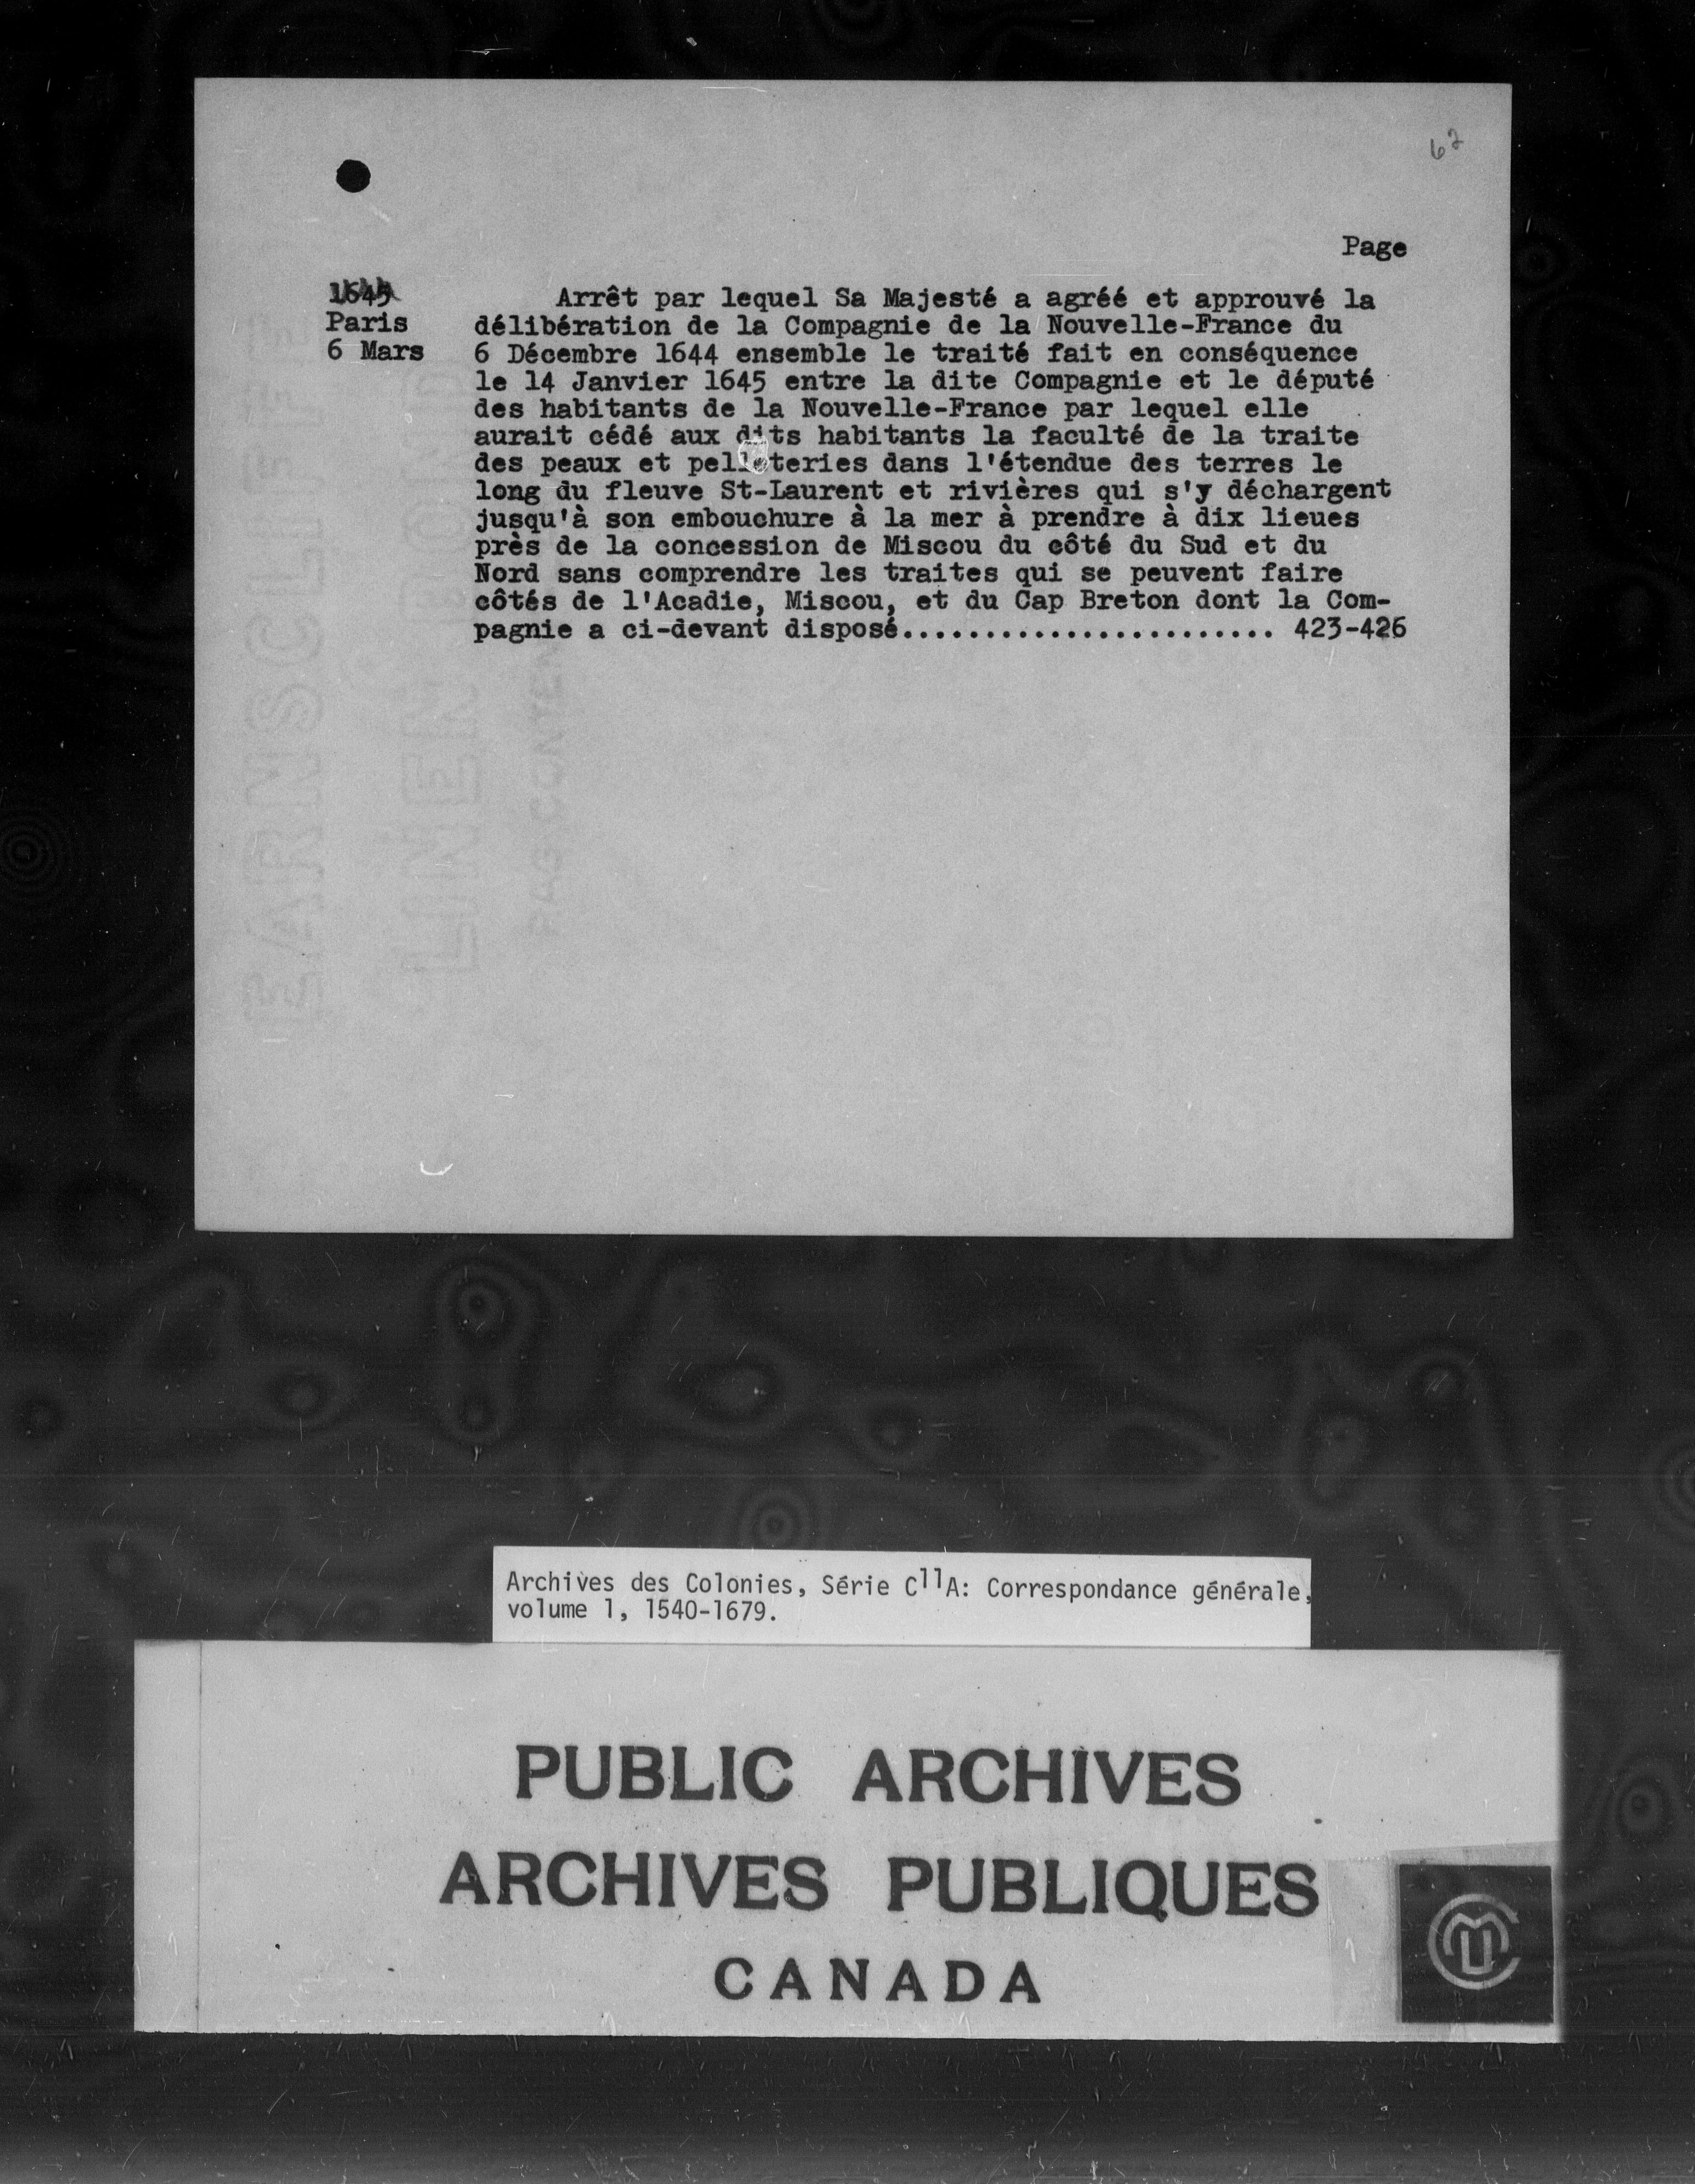 62
Page
1645
Paris
6 Mars
Arrêt par lequel Sa Majesté a agréé et approuvé la
délibération de la Compagnie de la Nouvelle-France du
6 Décembre 1644 ensemble le traité fait en conséquence
le 14 Janvier 1645 entre la dite Compagnie et le député
des habitants de la Nouvelle-France par lequel elle
aurait cédé aux dits habitants la faculté de la traite
des peaux et pelleteries dans l'étendue des terres le
long du fleuve St-Laurent et rivières qui s'y déchargent
jusqu'à son embouchure à la mer à prendre à dix lieues
près de la concession de Miscou du côté du Sud et du
Nord sans comprendre les traites qui se peuvent faire
côtés de l'Acadie, Miscou, et du Cap Breton dont la Com-
pagnie a ci-devant disposé....................... 423-426
Archives des Colonies, Série C11A: Correspondance générale,
volume 1, 1540-1679.
PUBLIC ARCHIVES
ARCHIVES PUBLIQUES
CANADA